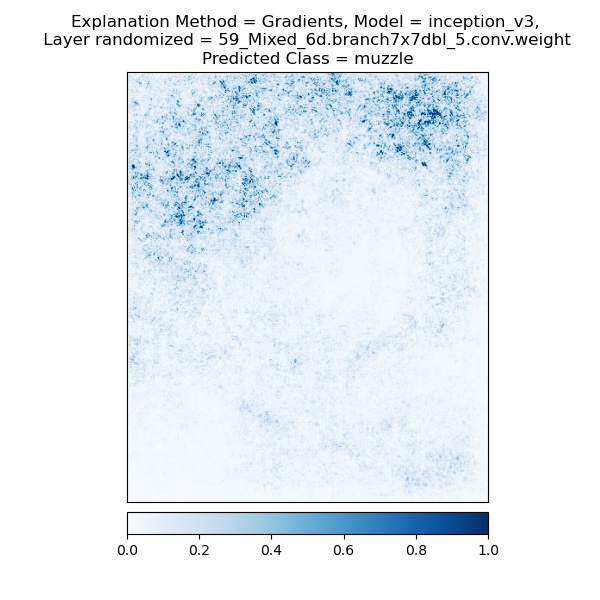 Explanation Method = Gradients, Model = inception_v3,
Layer randomized = 59_Mixed_6d.branch7x7dbl_5.conv.weight
Predicted Class = muzzle
0.0 0.2 0.4 0.6 0.8 1.0